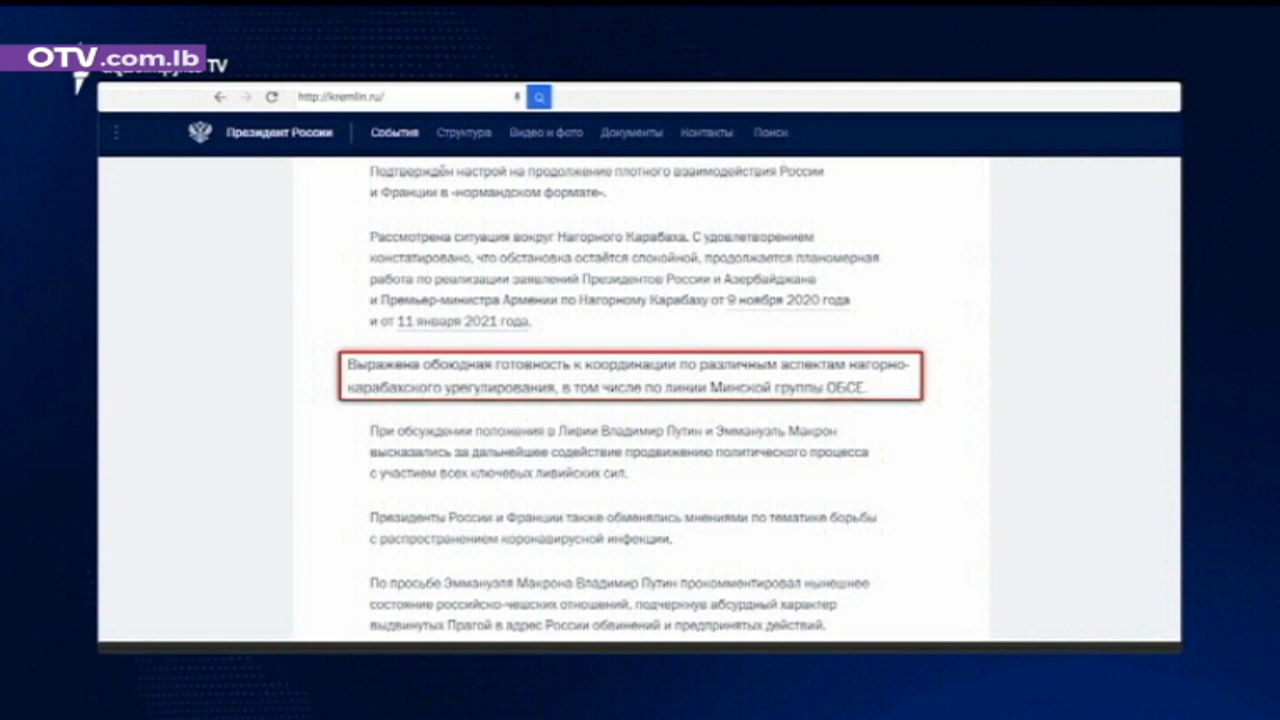 OTV.com.lb
TV
http://kremlin.ru/
Президент России
События
Структура
Видео и фото
Документы
Контакты
Поиск
Подтверждён настрой на продолжение плотного взаимодействия России
и Франции в «нормандском формате».
Рассмотрена ситуация вокруг Нагорного Карабаха. С удовлетворением
констатировано, что обстановка остаётся спокойной, продолжается планомерная
работа по реализации заявлений Президентов России и Азербайджана
и Премьер-министра Армении по Нагорному Карабаху от 9 ноября 2020 года
и от 11 января 2021 года.
Выражена обоюдная готовность к координации по различным аспектам нагорно-
карабахского урегулирования, в том числе по линии Минской группы ОБСЕ.
При обсуждении положения в Ливии Владимир Путин и Эммануэль Макрон
высказались за дальнейшее содействие продвижению политического процесса
с участием всех ключевых ливийских сил.
Президенты России и Франции также обменялись мнениями по тематике борьбы
с распространением коронавирусной инфекции.
По просьбе Эммануэля Макрона Владимир Путин прокомментировал нынешнее
состояние российско-чешских отношений, подчеркнув абсурдный характер
выдвинутых Прагой в адрес России обвинений и предпринятых действий.